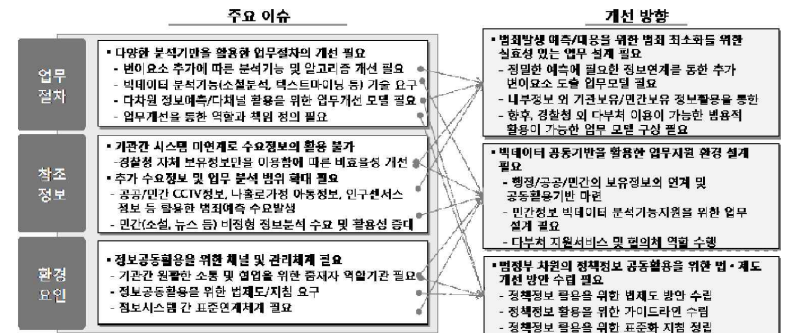 주요 이슈
업무
절차
▪ 다양한 분석기반을 활용한 업무절차의 개선 필요
- 변이요소 추가에 따른 분석기능 및 알고리즘 개선 필요
- 빅데이터 분석기능(소셜분석, 텍스트마이닝 등) 기술 요구
- 다차원 정보예측/다채널 활용을 위한 업무개선 모델 필요
- 업무개선을 통한 역할과 책임 정의 필요
참조
정보
▪ 기관간 시스템 미연계로 수요정보의 활용 불가
-경찰청 자체 보유정보만을 이용함에 따른 비효율성 개선
▪ 추가 수요정보 및 업무 분석 범위 확대 필요
- 공공/민간 CCTV정보, 나홀로가정 아동정보, 인구센서스
정보 등 활용한 범죄예측 수요발생
- 민간(소셜, 뉴스 등) 비정형 정보분석 수요 및 활용성 증대
환경
요인
▪ 정보공동활용을 위한 채널 및 관리체계 필요
- 기관간 원활한 소통 및 협업을 위한 중재자 역할기관 필요
- 정보공동활용을 위한 법제도/지침 요구
- 정보시스템 간 표준연계체계 필요
개선 방향
▪ 범죄발생 예측/대응을 위한 범죄 최소화를 위한
실효성 있는 업무 설계 필요
- 정밀한 예측에 필요한 정보연계를 통한 추가
변이요소 도출 업무모델 필요
- 내부정보 외 기관보유/민간보유 정보활용을 통한
- 향후, 경찰청 외 다부처 이용이 가능한 범용적
활용이 가능한 업무 모델 구성 필요
▪ 빅데이터 공동기반을 활용한 업무지원 환경 설계
필요
- 행정/공공/민간의 보유정보의 연계 및
공동활용기반 마련
- 민간정보 빅데이터 분석기능지원을 위한 업무
설계 필요
- 다부처 지원서비스 및 협의체 역할 수행
▪ 범정부 차원의 정책정보 공동활용을 위한 법·제도
개선 방안 수립 필요
- 정책정보 활용을 위한 법제도 방안 수립
- 정책정보 활용을 위한 가이드라인 수립
- 정책정보 활용을 위한 표준화 지침 정립